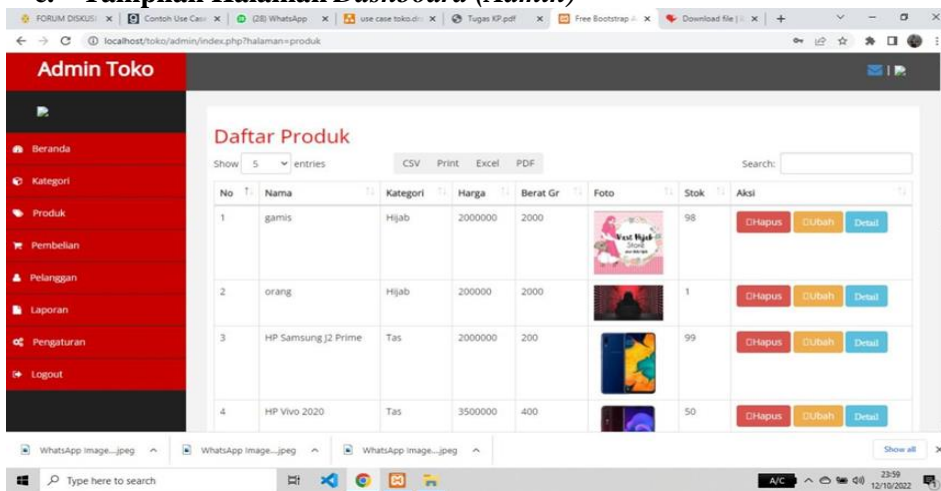 Tampilan Halaman Dashboard (Admin)
FORUM DISKUSI
Contoh Use Case
(28) WhatsApp
use case toko.dr
Tugas KP.pdf
Free Bootstrap A
Download file |
localhost/toko/admin/index.php?halaman=produk
Admin Toko
Beranda
Kategori
Produk
Pembelian
Pelanggan
Laporan
Pengaturan
Logout
Daftar Produk
Show 5 entries
CSV Print Excel PDF
Search:
No Nama Kategori Harga Berat Gr Foto Stok Aksi
1 gamis Hijab 2000000 2000 98 Hapus Ubah Detail
2 orang Hijab 200000 2000 1 Hapus Ubah Detail
3 HP Samsung J2 Prime Tas 2000000 200 99 Hapus Ubah Detail
4 HP Vivo 2020 Tas 3500000 400 50 Hapus Ubah Detail
WhatsApp Image....jpeg
WhatsApp Image....jpeg
WhatsApp Image....jpeg
Show all
Type here to search
A/C
23:59
12/10/2022